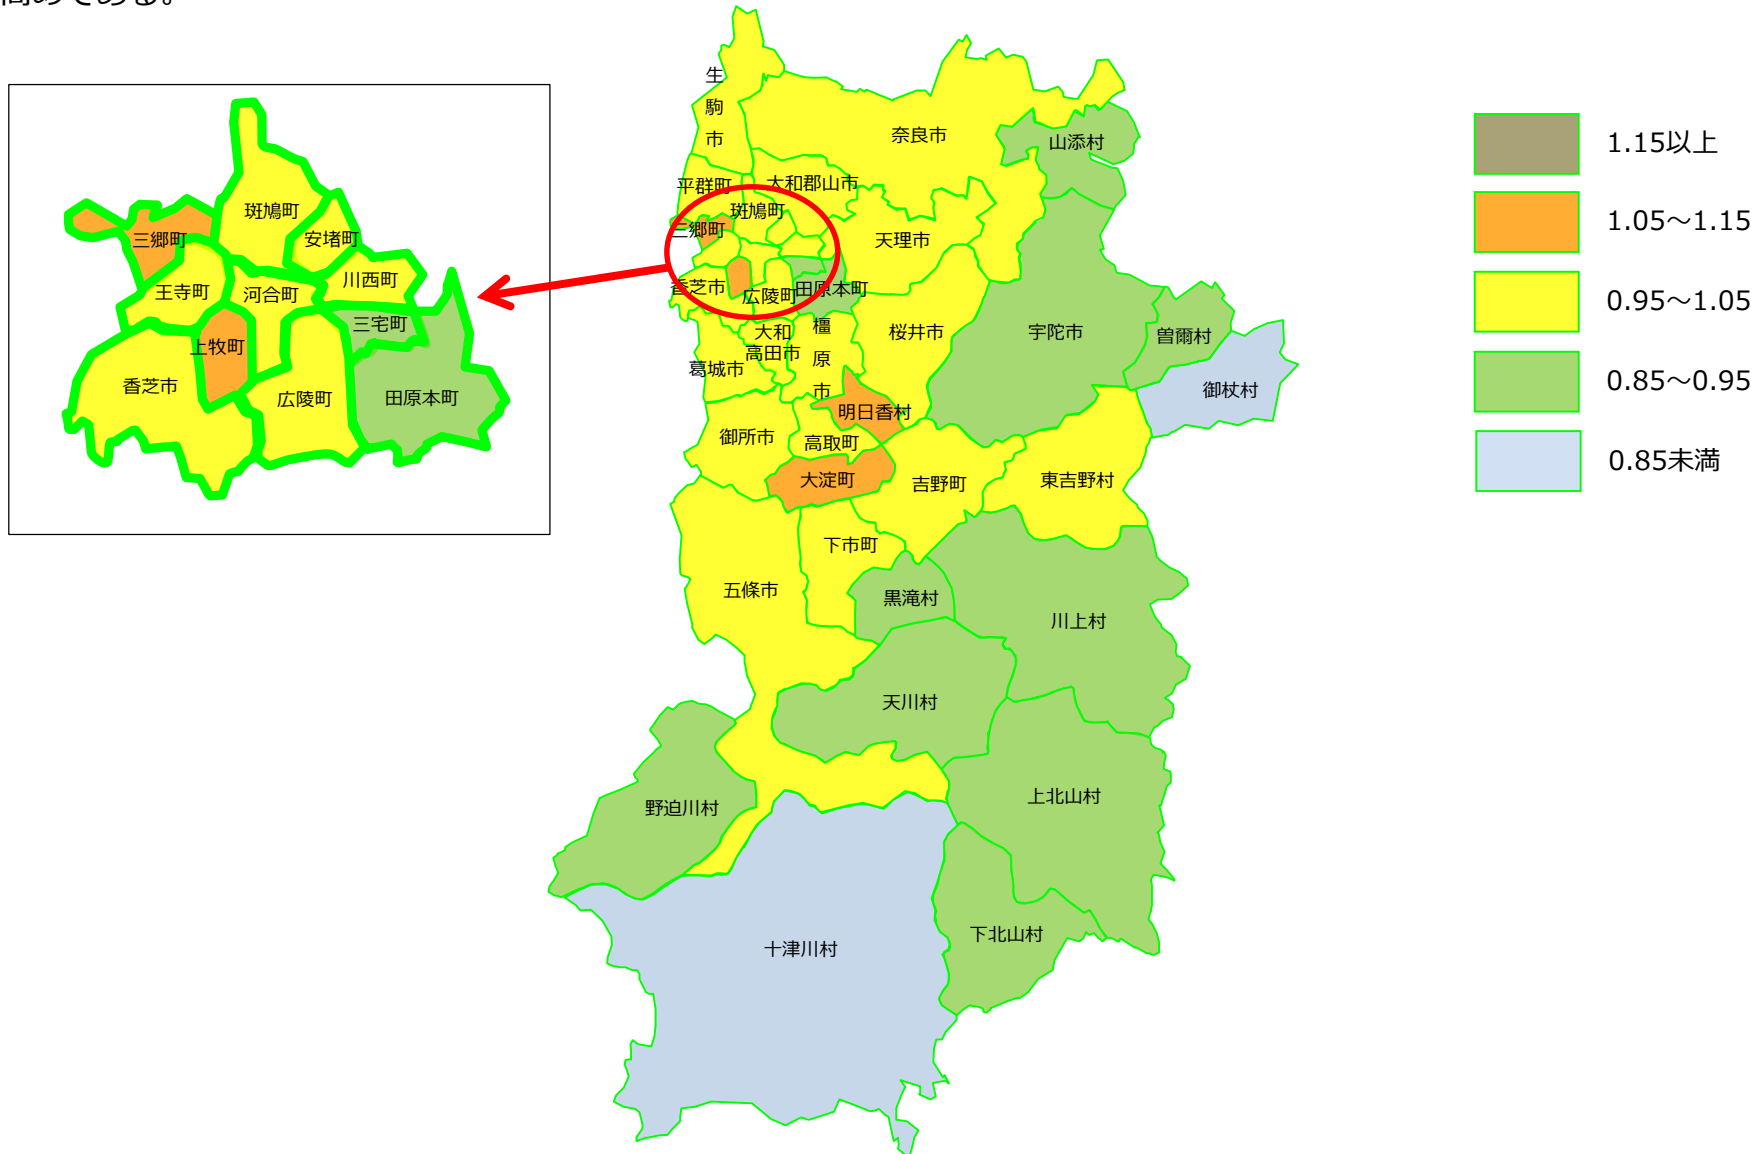 高めである。
三郷町
斑鳩町
安堵町
川西町
王寺町
河合町
三宅町
上牧町
香芝市
広陵町
田原本町
生駒市
奈良市
山添村
平群町
大和郡山市
斑鳩町
三郷町
天理市
香芝市
広陵町
田原本町
大和
高田市
橿原市
桜井市
宇陀市
曽爾村
御杖村
葛城市
明日香村
御所市
高取町
大淀町
吉野町
東吉野村
下市町
五條市
黒滝村
川上村
天川村
野迫川村
上北山村
下北山村
十津川村
1.15以上
1.05～1.15
0.95～1.05
0.85～0.95
0.85未満